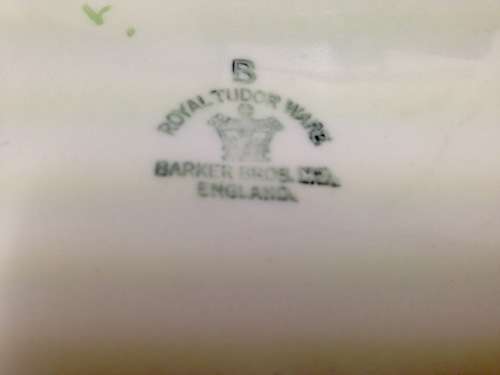 B
ROYAL TUDOR WARE
BARKER BROS. LTD.
ENGLAND.